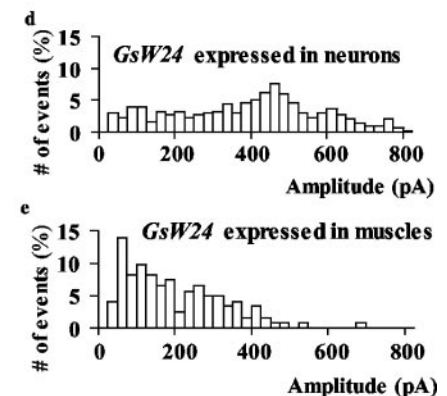 d
15
GsW24 expressed in neurons
10
5
0
# of events (%)
0 200 400 600 800
Amplitude (pA)
e
15
GsW24 expressed in muscles
10
5
0
# of events (%)
0 200 400 600 800
Amplitude (pA)